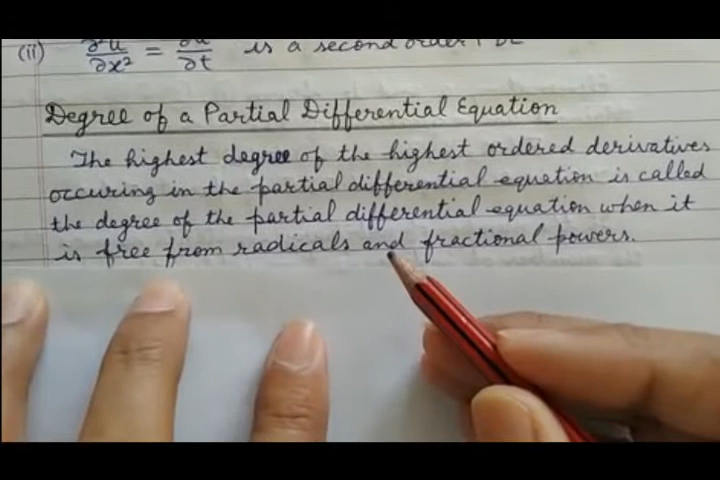 (ii) ∂²u/∂x² = ∂u/∂t is a second order PDE
Degree of a Partial Differential Equation
The highest degree of the highest ordered derivatives
occuring in the partial differential equation is called
the degree of the partial differential equation when it
is free from radicals and fractional powers.